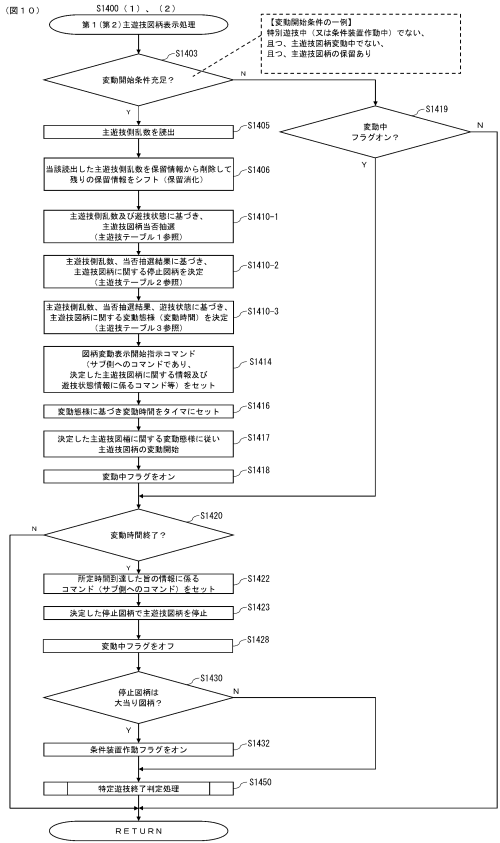 (図10)
S1400(1)、(2)
第1(第2)主遊技図柄表示処理
【変動開始条件の一例】
特別遊技中(又は条件装置作動中)でない、
且つ、主遊技図柄変動中でない、
且つ、主遊技図柄の保留あり
S1403
変動開始条件充足?
N
Y
S1419
変動中
フラグオン?
N
Y
主遊技側乱数を読出
S1405
当該読出した主遊技側乱数を保留情報から削除して
残りの保留情報をシフト(保留消化)
S1406
主遊技側乱数及び遊技状態に基づき、
主遊技図柄当否抽選
(主遊技テーブル1参照)
S1410-1
主遊技側乱数、当否抽選結果に基づき、
主遊技図柄に関する停止図柄を決定
(主遊技テーブル2参照)
S1410-2
主遊技側乱数、当否抽選結果、遊技状態に基づき、
主遊技図柄に関する変動態様(変動時間)を決定
(主遊技テーブル3参照)
S1410-3
図柄変動表示開始指示コマンド
(サブ側へのコマンドであり、
決定した主遊技図柄に関する情報及び
遊技状態情報に係るコマンド等)をセット
S1414
変動態様に基づき変動時間をタイマにセット
S1416
決定した主遊技図柄に関する変動態様に従い
主遊技図柄の変動開始
S1417
変動中フラグをオン
S1418
S1420
変動時間終了?
N
Y
所定時間到達した旨の情報に係る
コマンド(サブ側へのコマンド)をセット
S1422
決定した停止図柄で主遊技図柄を停止
S1423
変動中フラグをオフ
S1428
S1430
停止図柄は
大当り図柄?
N
Y
条件装置作動フラグをオン
S1432
特定遊技終了判定処理
S1450
RETURN